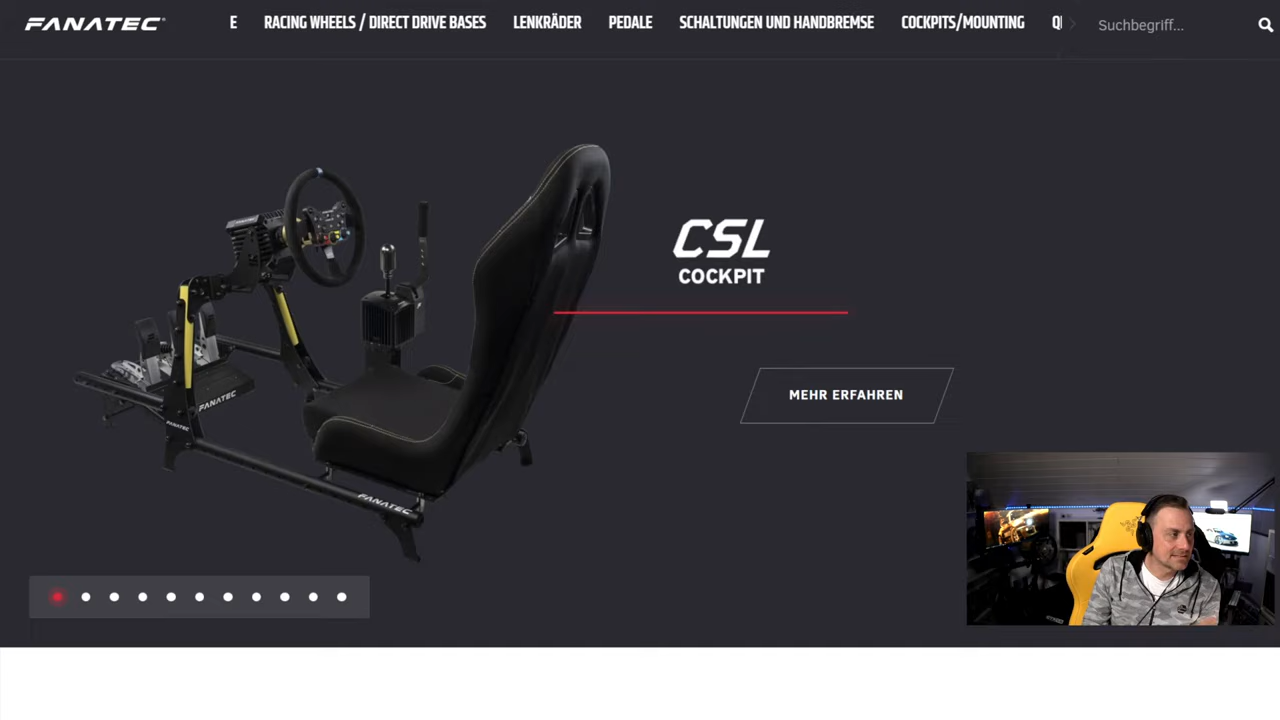 FANATEC
E
RACING WHEELS / DIRECT DRIVE BASES
LENKRÄDER
PEDALE
SCHALTUNGEN UND HANDBREMSE
COCKPITS/MOUNTING
Suchbegriff...
CSL
COCKPIT
MEHR ERFAHREN
FANATEC
FANATEC
FANATEC